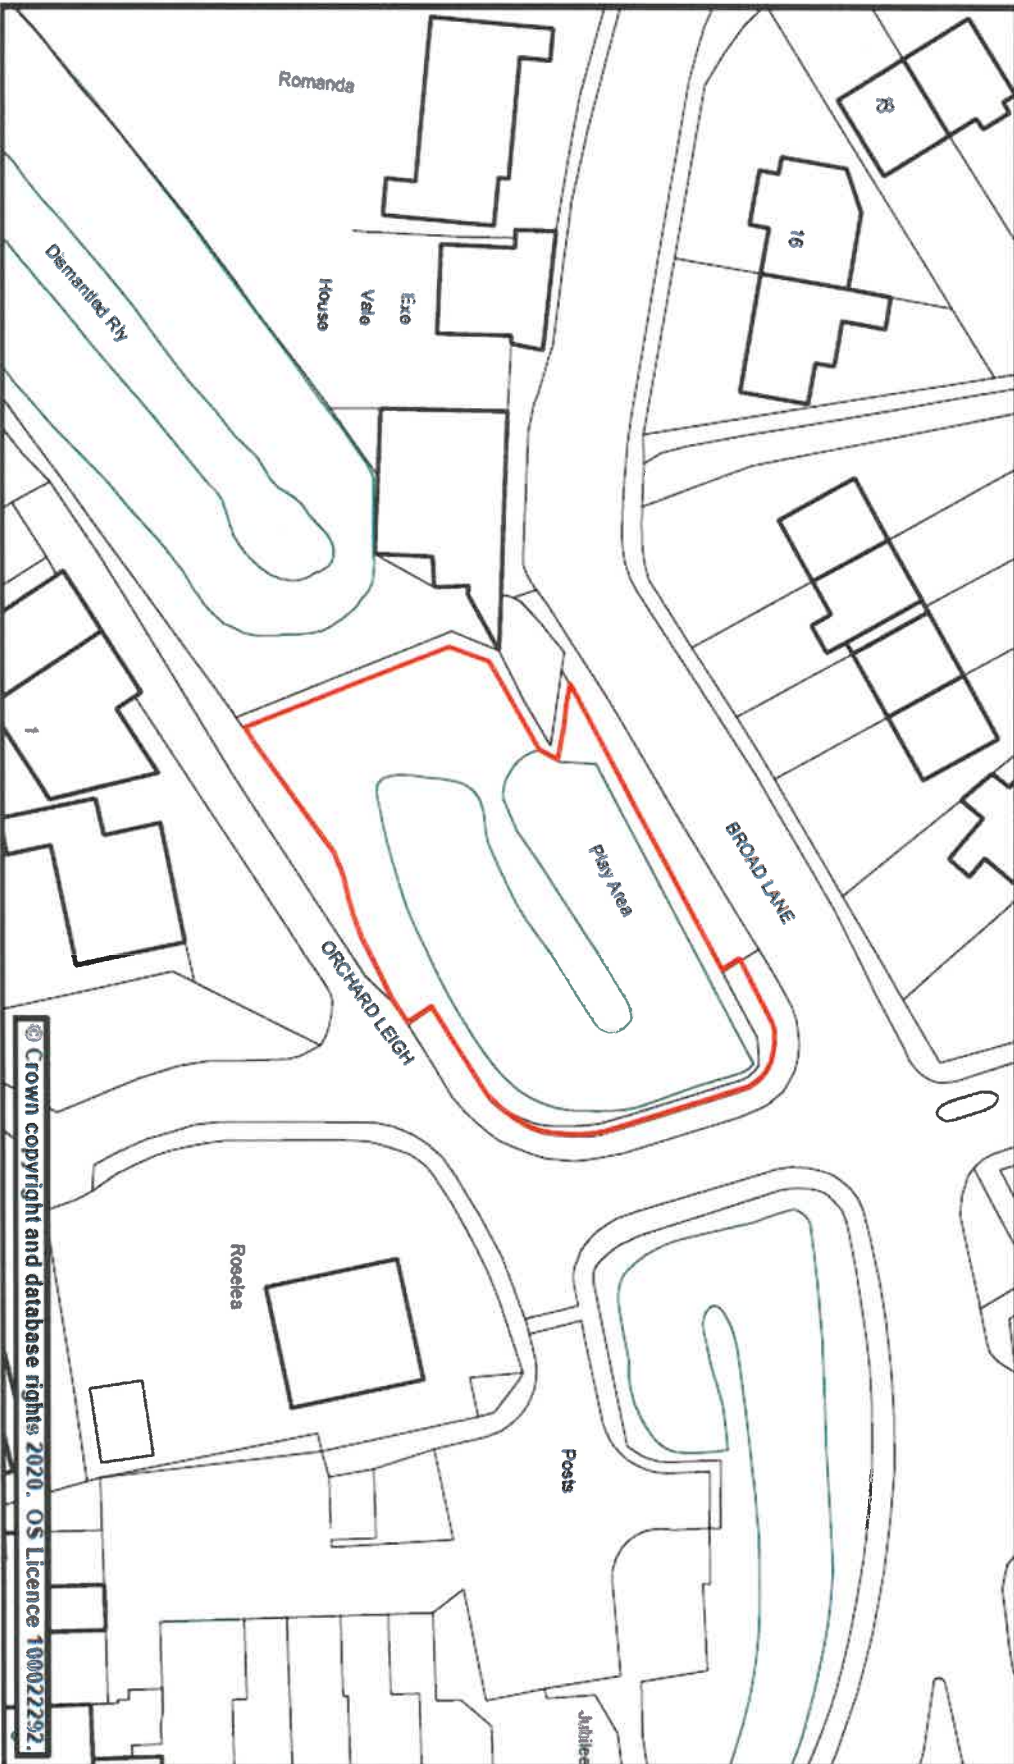 Romanda
Exe
Vale
House
Dismantled Rly
16
1
BROAD LANE
Play Area
ORCHARD LEIGH
Roselea
Posts
Jubilee
© Crown copyright and database rights 2020. OS Licence 100022292.